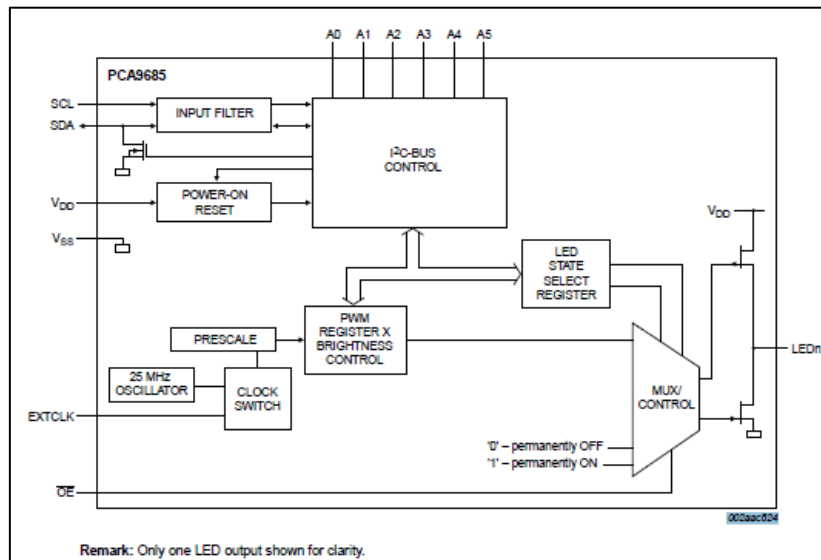 A0 A1 A2 A3 A4 A5
PCA9685
SCL
SDA
INPUT FILTER
I²C-BUS
CONTROL
VDD
POWER-ON
RESET
VSS
VDD
LED
STATE
SELECT
REGISTER
PWM
REGISTER X
BRIGHTNESS
CONTROL
PRESCALE
25 MHz
OSCILLATOR
CLOCK
SWITCH
EXTCLK
MUX/
CONTROL
LEDn
'0' – permanently OFF
'1' – permanently ON
OE
002aac824
Remark: Only one LED output shown for clarity.